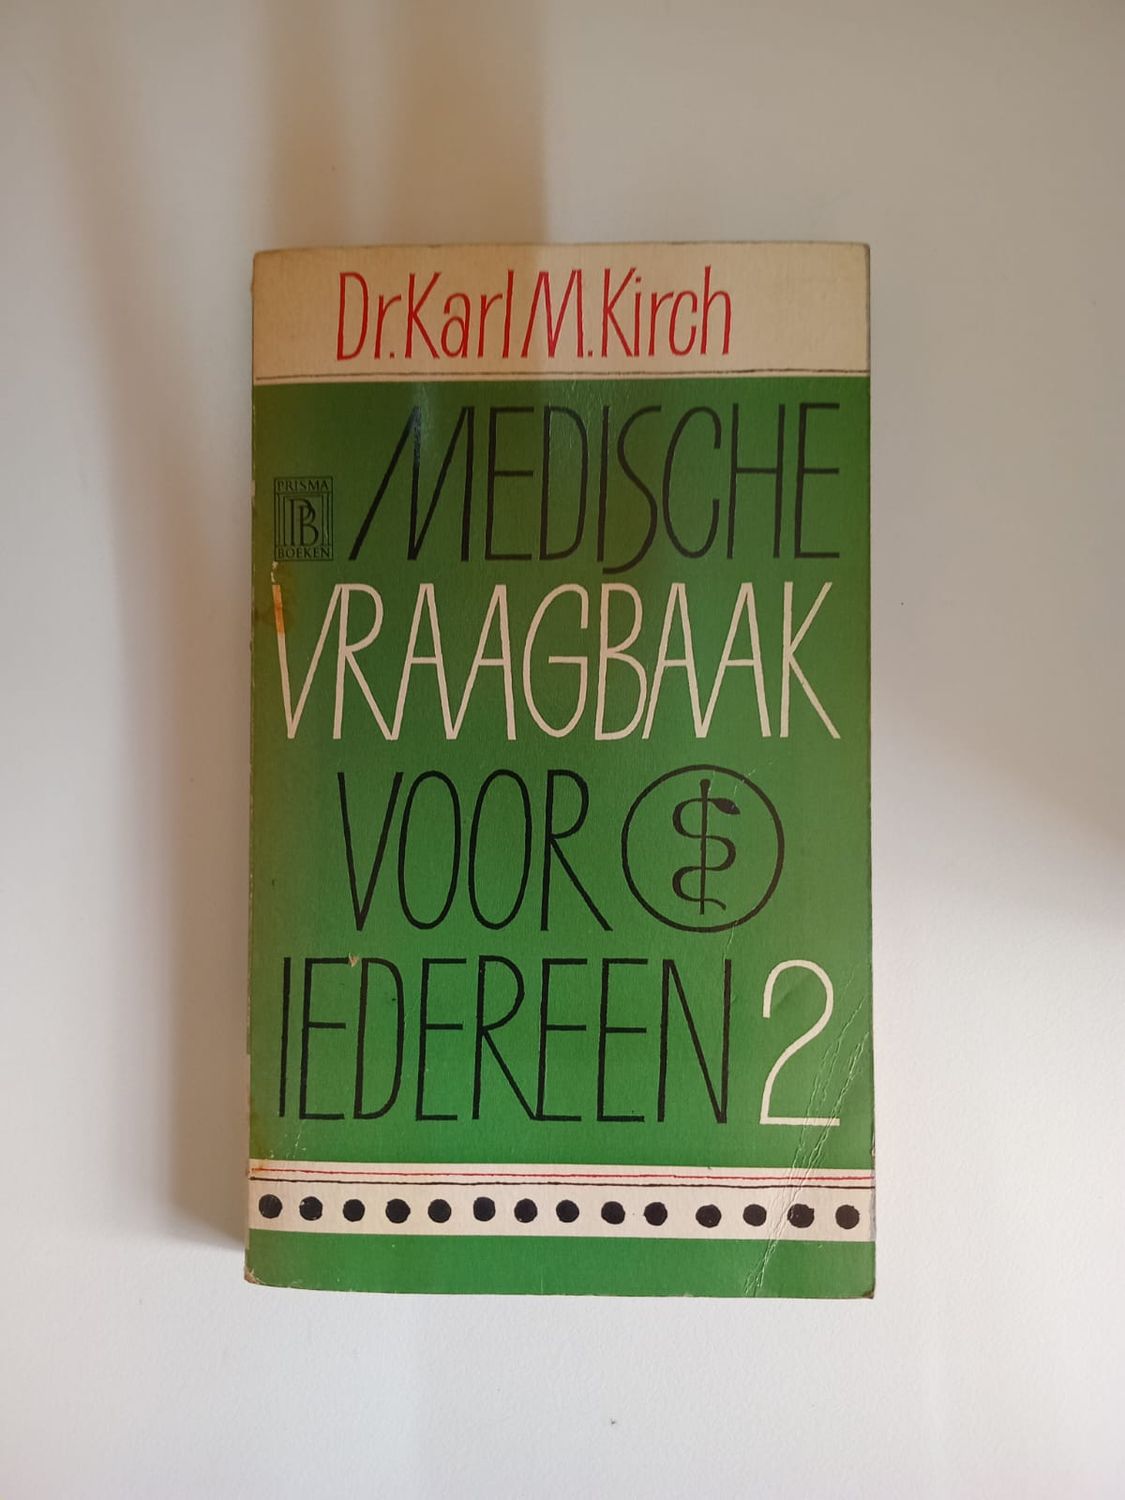 Dr. Karl M. Kirch
MEDISCHE
PRISMA
PB
BOEKEN
VRAAGBAAK
VOOR
IEDEREEN 2